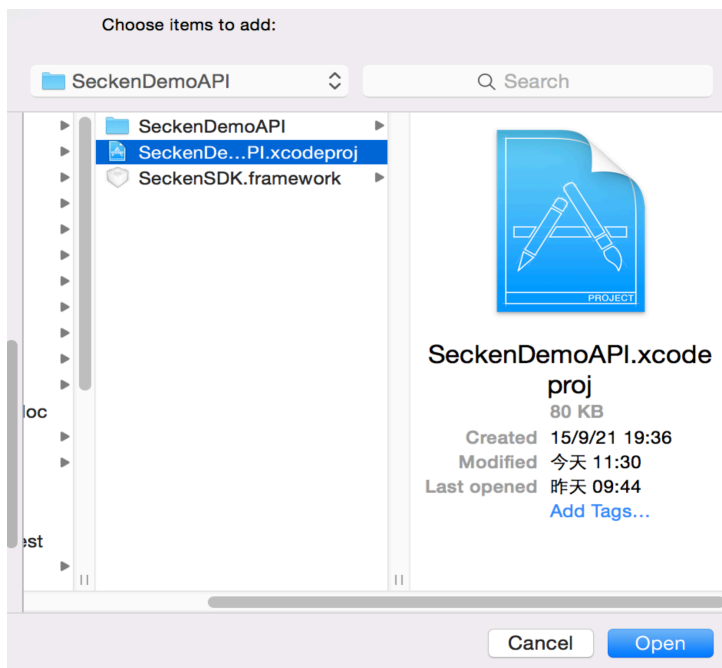 Choose items to add:
SeckenDemoAPI
Search
SeckenDemoAPI
SeckenDe...PI.xcodeproj
SeckenSDK.framework
PROJECT
SeckenDemoAPI.xcode
proj
80 KB
Created 15/9/21 19:36
Modified 今天 11:30
Last opened 昨天 09:44
Add Tags...
loc
est
Cancel
Open